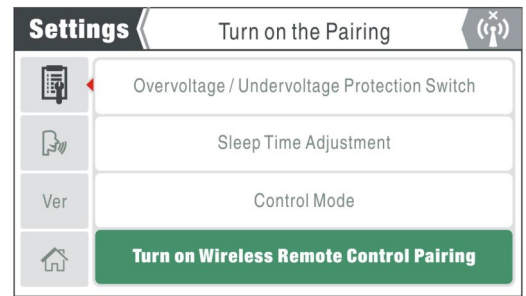 Settings
Turn on the Pairing
Overvoltage / Undervoltage Protection Switch
Sleep Time Adjustment
Ver
Control Mode
Turn on Wireless Remote Control Pairing